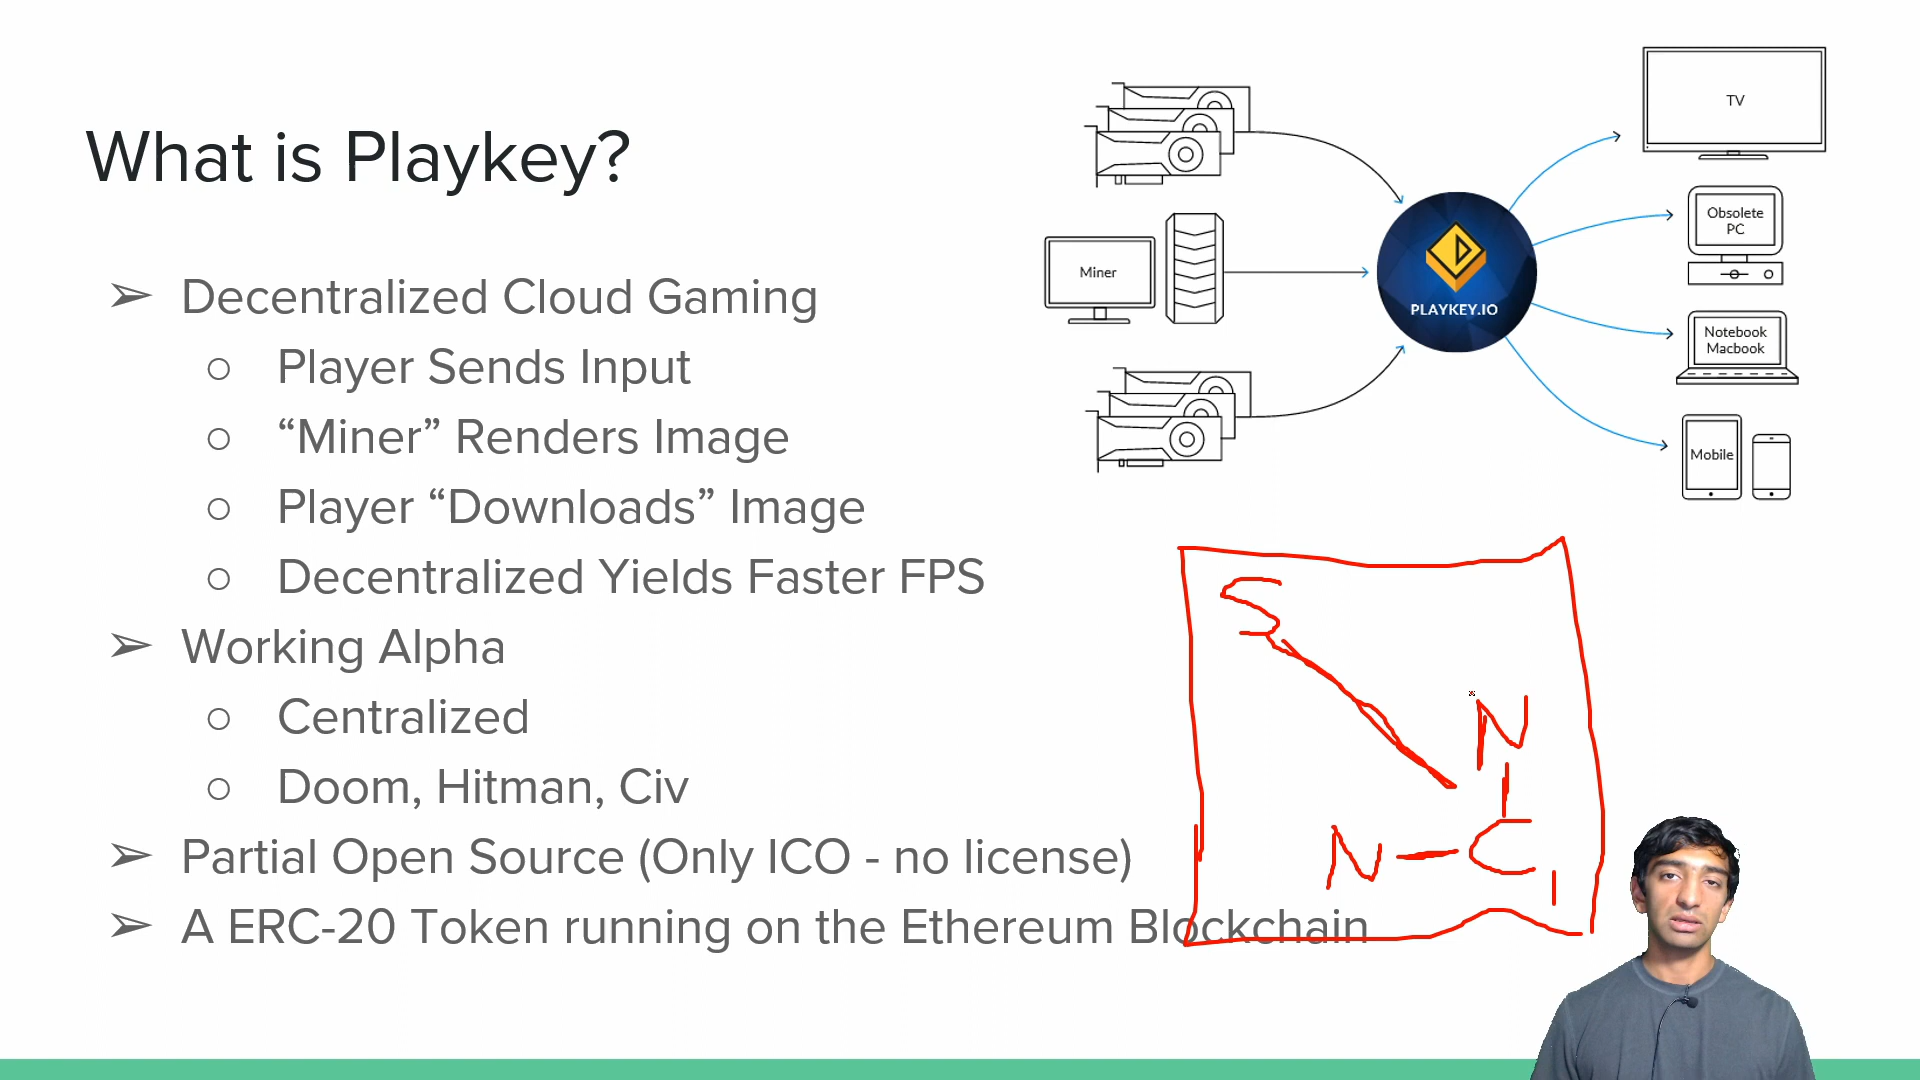 What is Playkey?
➢ Decentralized Cloud Gaming
○ Player Sends Input
○ “Miner” Renders Image
○ Player “Downloads” Image
○ Decentralized Yields Faster FPS
➢ Working Alpha
○ Centralized
○ Doom, Hitman, Civ
➢ Partial Open Source (Only ICO - no license)
➢ A ERC-20 Token running on the Ethereum Blockchain
Miner
PLAYKEY.IO
TV
Obsolete
PC
Notebook
Macbook
Mobile
S
N
N - C